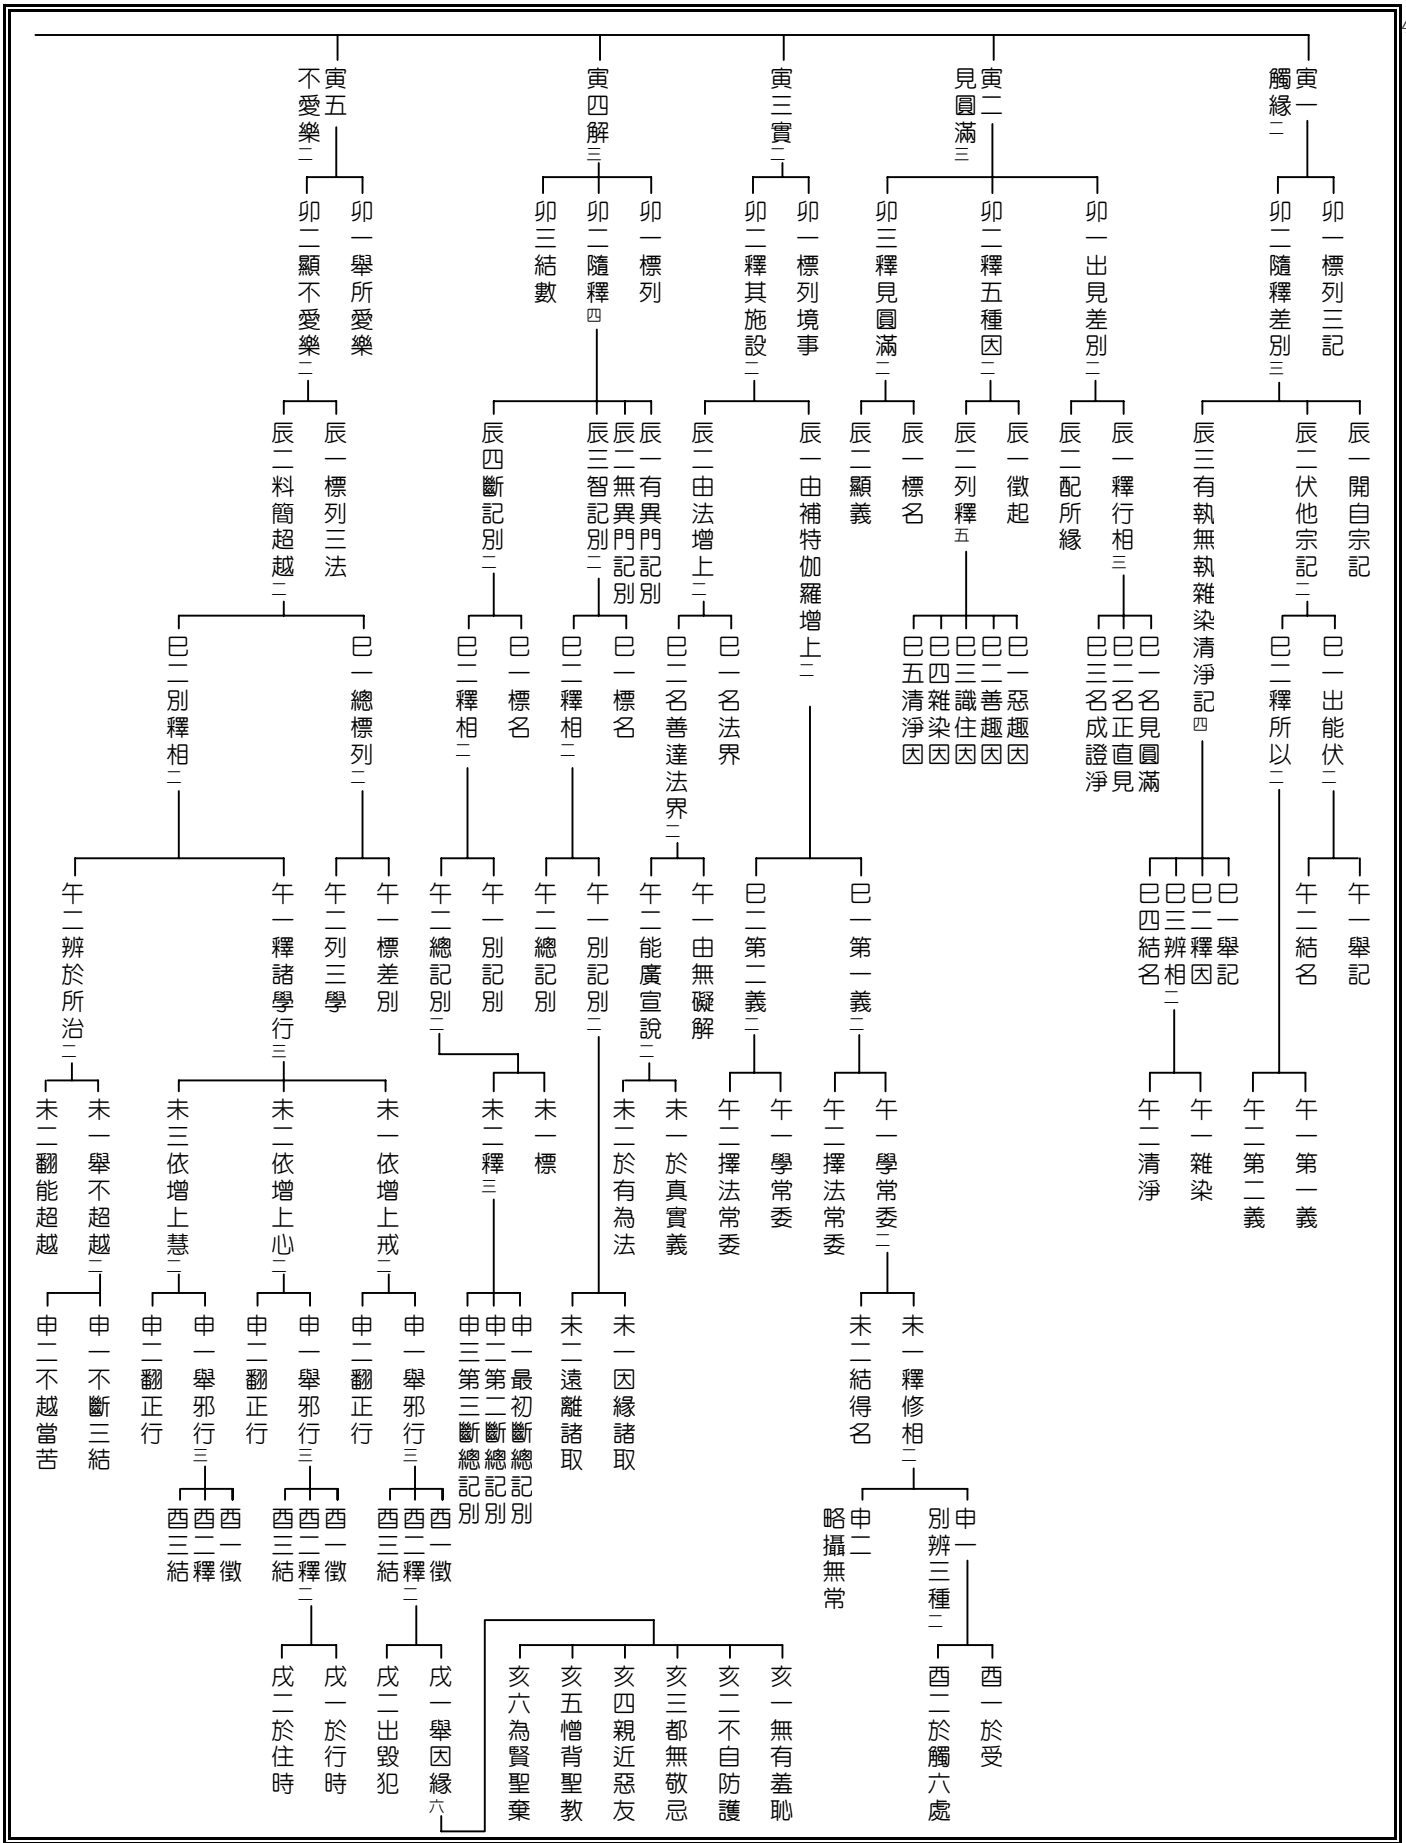 寅一
觸緣二
寅二
見圓滿三
寅三實二
寅四解三
寅五
不愛樂二
卯一標列三記
卯二隨釋差別三
卯一出見差別二
卯二釋五種因二
卯三釋見圓滿二
卯一標列境事
卯二釋其施設二
卯一標列
卯二隨釋四
卯三結數
卯一舉所愛樂
卯二顯不愛樂二
辰一開自宗記
辰二伏他宗記二
辰三有執無執雜染清淨記四
辰一釋行相三
辰二配所緣
辰一徵起
辰二列釋五
辰一標名
辰二顯義
辰一由補特伽羅增上二
辰二由法增上二
辰一有異門記別
辰二無異門記別
辰三智記別二
辰四斷記別二
辰一標列三法
辰二料簡超越二
巳一出能伏二
巳二釋所以二
巳一名見圓滿
巳二名正直見
巳三名成證淨
巳一惡趣因
巳二善趣因
巳三識住因
巳四雜染因
巳五清淨因
巳一名法界
巳二名善達法界二
巳一標名
巳二釋相二
巳一標名
巳二釋相二
巳一總標列二
巳二別釋相二
午一舉記
午二結名
巳一舉記
巳二釋因
巳三辨相二
巳四結名
巳一第一義二
巳二第二義二
午一由無礙解
午二能廣宣說二
午一別記別二
午二總記別
午一別記別
午二總記別二
午一標差別
午二列三學
午一釋諸學行三
午二辨於所治二
午一第一義
午二第二義
午一雜染
午二清淨
午一學常委二
午二擇法常委
午一學常委
午二擇法常委
未一於真實義
未二於有為法
未一標
未二釋三
未一依增上戒二
未二依增上心二
未三依增上慧二
未一舉不超越二
未二翻能超越
未一釋修相二
未二結得名
未一因緣諸取
未二遠離諸取
申一最初斷總記別
申二第二斷總記別
申三第三斷總記別
申一舉邪行三
申二翻正行
申一舉邪行三
申二翻正行
申一舉邪行三
申二翻正行
申一不斷三結
申二不越當苦
申一
別辨三種二
申二
略攝無常
酉一徵
酉二釋二
酉三結
酉一徵
酉二釋二
酉三結
酉一徵
酉二釋
酉三結
酉一於受
酉二於觸六處
亥一無有羞恥
亥二不自防護
亥三都無敬忌
亥四親近惡友
亥五憎背聖教
亥六為賢聖棄
戌一舉因緣六
戌二出毀犯
戌一於行時
戌二於住時